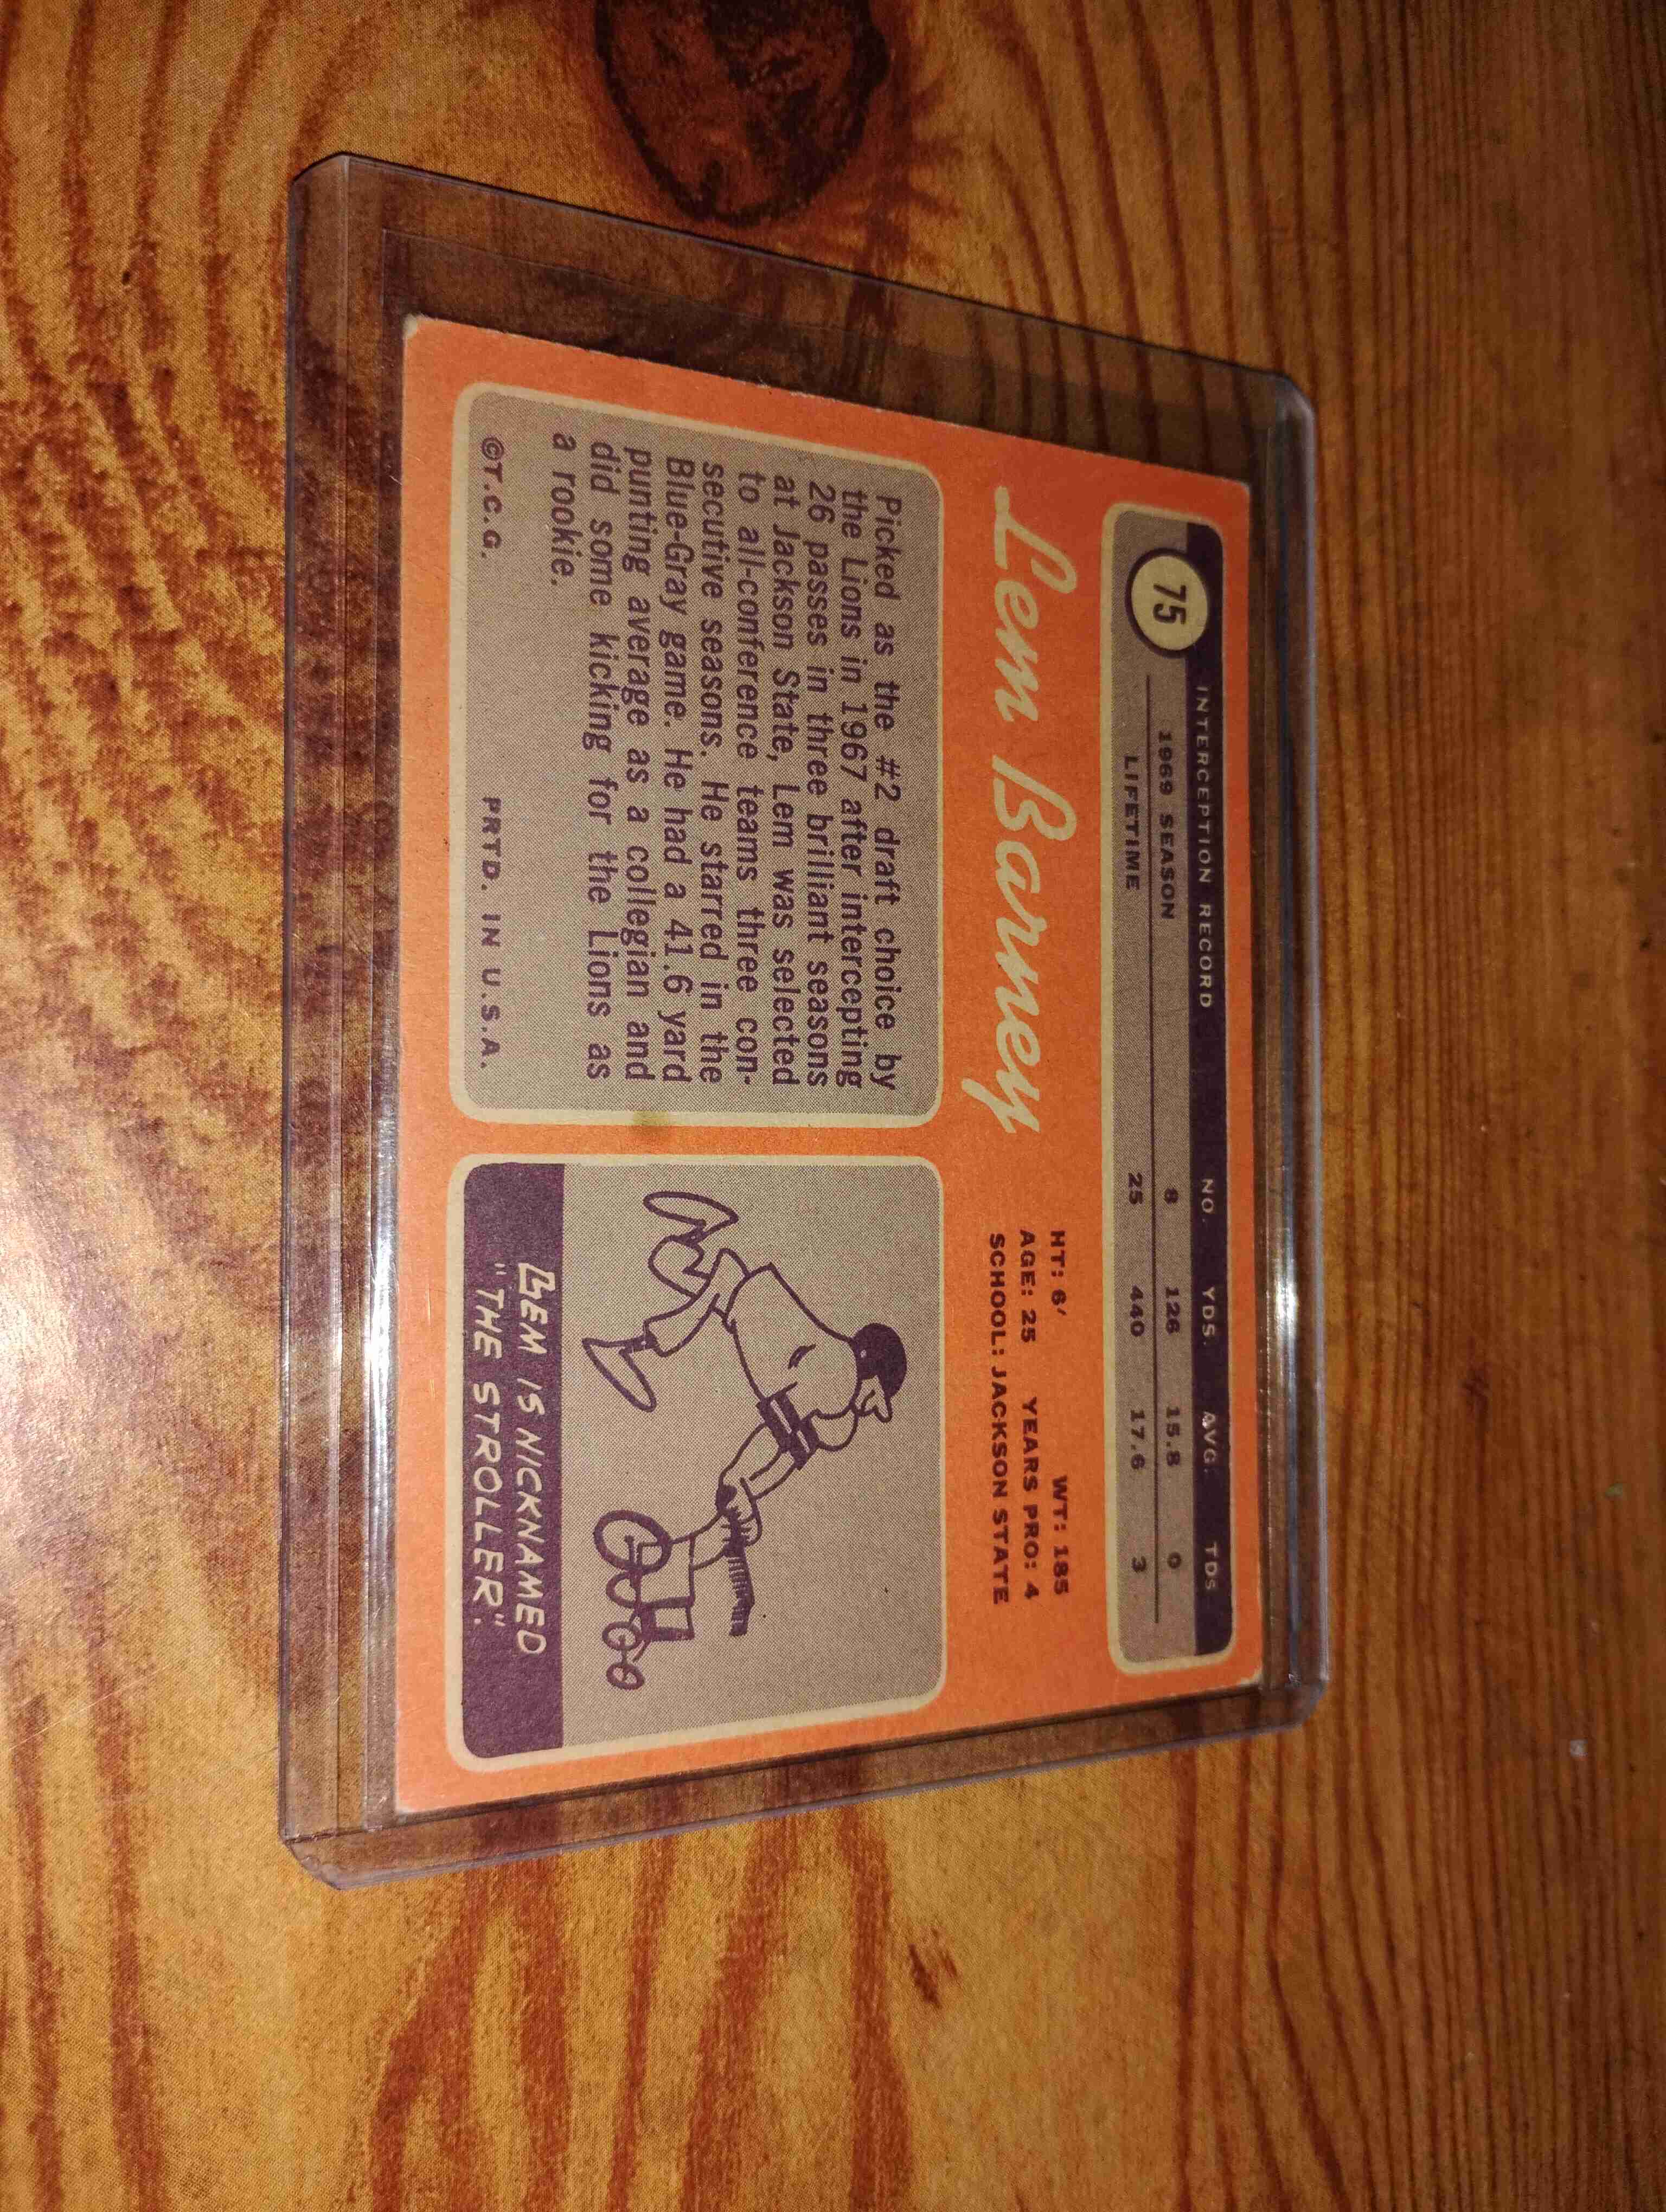 75
INTERCEPTION RECORD NO. YDS. AVG. TDS
1969 SEASON 8 126 15.8 0
LIFETIME 25 440 17.6 3
Lem Barney
HT: 6' WT: 185
AGE: 25 YEARS PRO: 4
SCHOOL: JACKSON STATE
Picked as the #2 draft choice by
the Lions in 1967 after intercepting
26 passes in three brilliant seasons
at Jackson State, Lem was selected
to all-conference teams three con-
secutive seasons. He starred in the
Blue-Gray game. He had a 41.6 yard
punting average as a collegian and
did some kicking for the Lions as
a rookie.
©T.C.G. PRTD. IN U.S.A.
LEM IS NICKNAMED
"THE STROLLER".